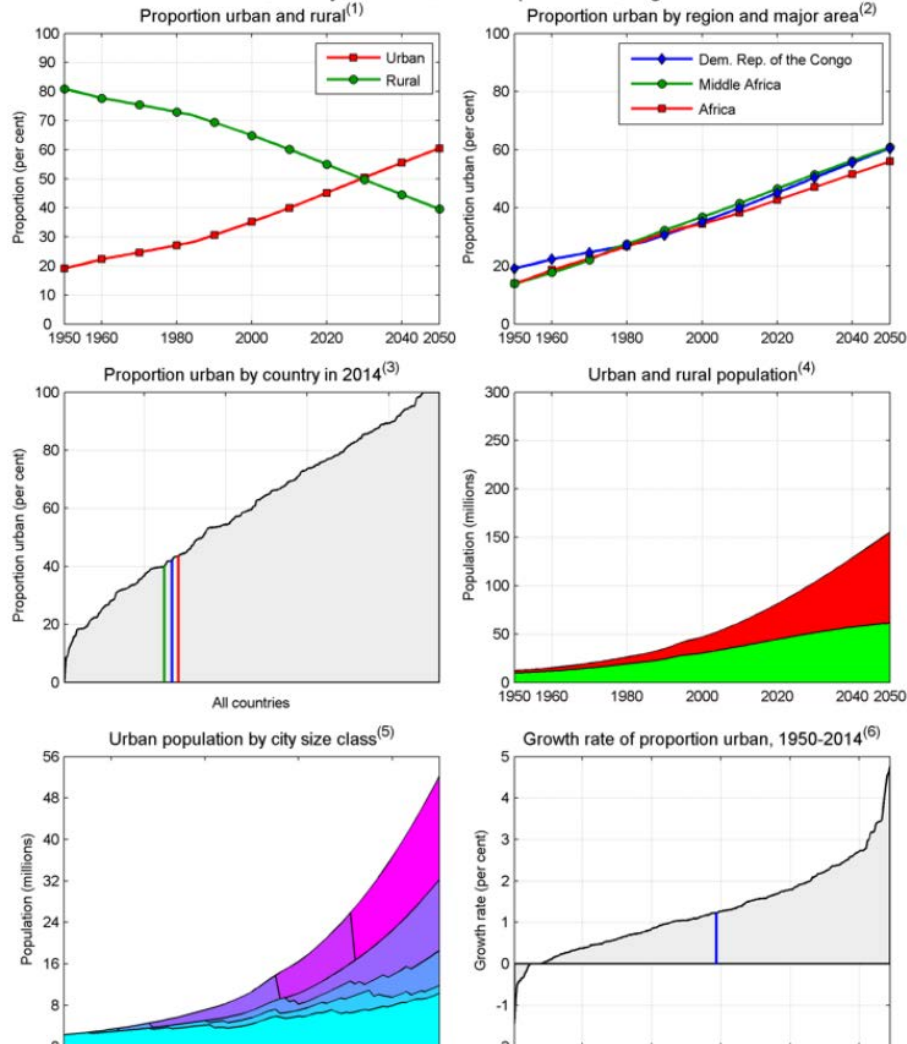 Proportion urban and rural(1)
100
90
80
70
60
50
40
30
20
10
0
Proportion (per cent)
Urban
Rural
1950 1960 1980 2000 2020 2040 2050
Proportion urban by region and major area(2)
100
80
60
40
20
0
Proportion urban (per cent)
Dem. Rep. of the Congo
Middle Africa
Africa
1950 1960 1980 2000 2020 2040 2050
Proportion urban by country in 2014(3)
100
80
60
40
20
0
Proportion urban (per cent)
All countries
Urban and rural population(4)
300
250
200
150
100
50
0
Population (millions)
1950 1960 1980 2000 2020 2040 2050
Urban population by city size class(5)
56
48
40
32
24
16
8
Population (millions)
Growth rate of proportion urban, 1950-2014(6)
5
4
3
2
1
0
-1
Growth rate (per cent)